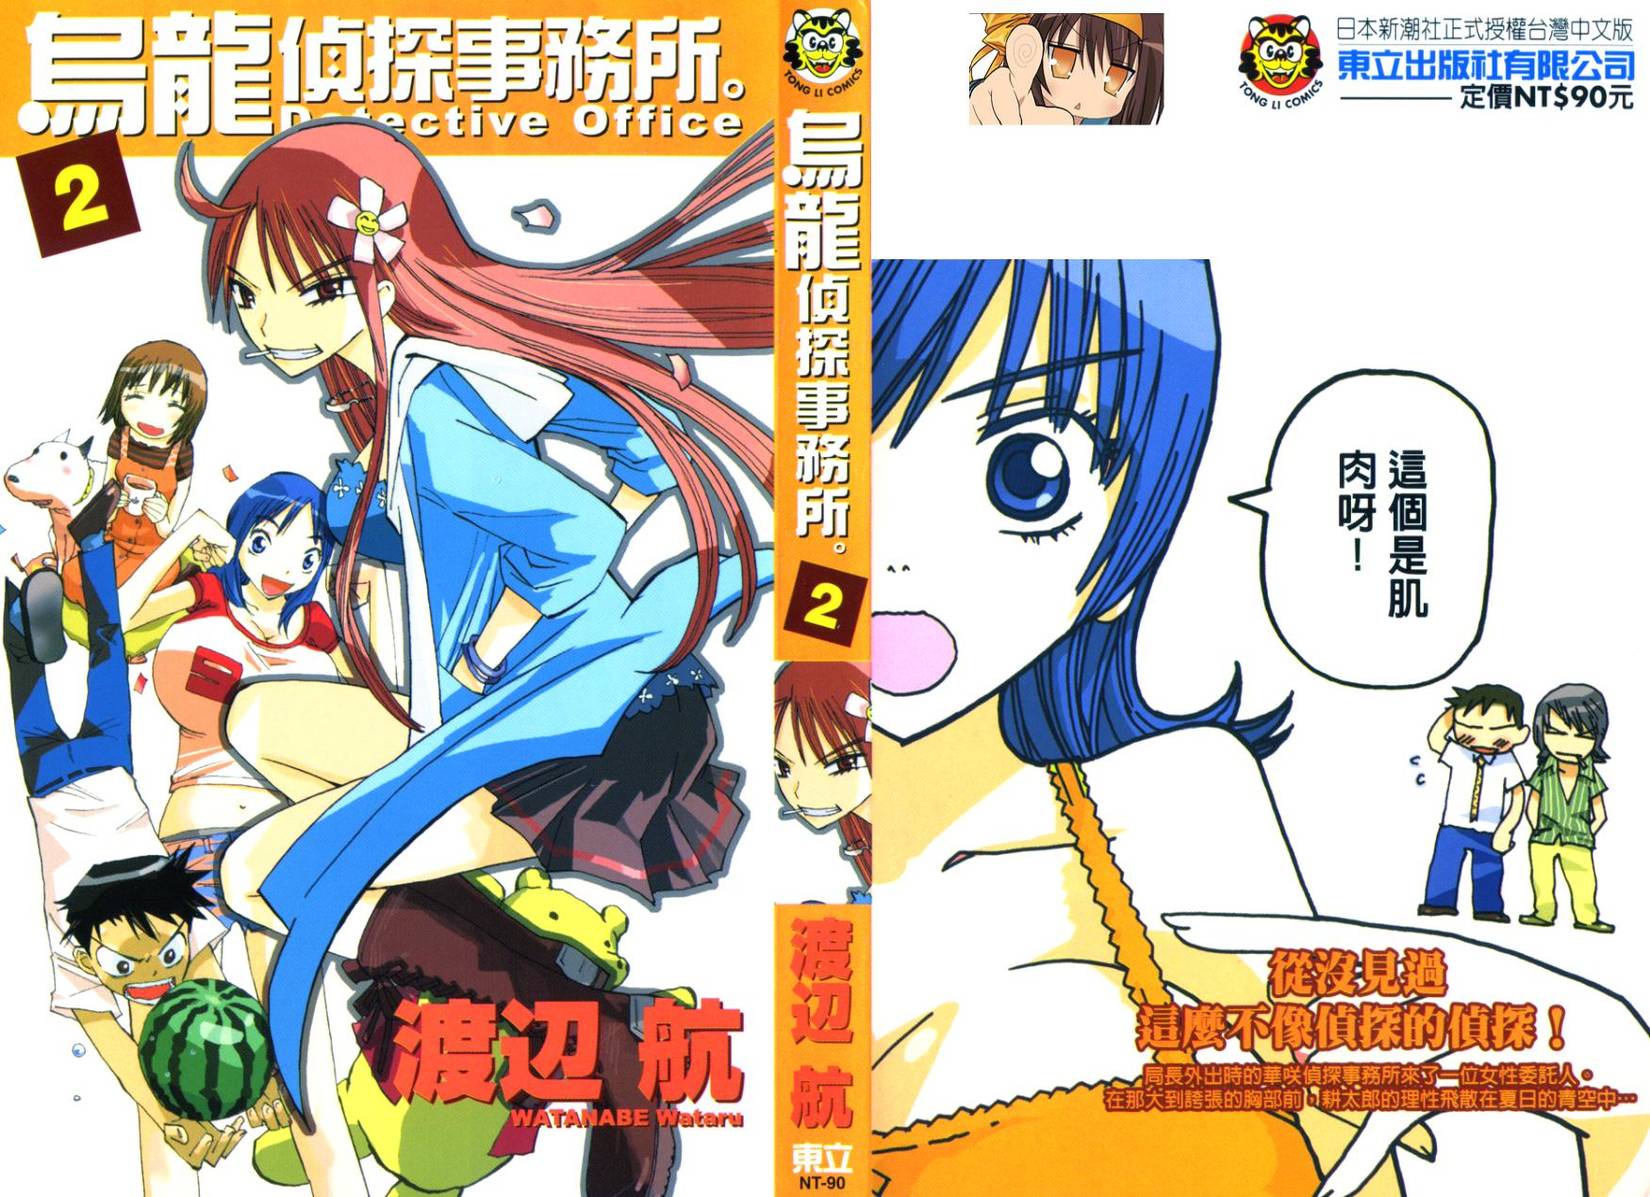 烏龍偵探事務所。
Detective Office
2
TONG LI COMICS
渡辺 航
WATANABE Wataru
烏龍偵探事務所。
2
渡辺 航
東立
NT-90
TONG LI COMICS
日本新潮社正式授權台灣中文版
東立出版社有限公司
定價NT$90元
這個是肌
肉呀！
從沒見過
這麼不像偵探的偵探！
局長外出時的華咲偵探事務所來了一位女性委託人。
在那大到誇張的胸部前，耕太郎的理性飛散在夏日的青空中…
S